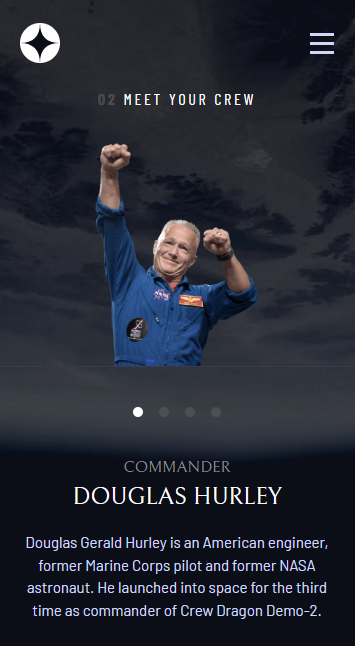 02 MEET YOUR CREW
NASA
COMMANDER
DOUGLAS HURLEY
Douglas Gerald Hurley is an American engineer,
former Marine Corps pilot and former NASA
astronaut. He launched into space for the third
time as commander of Crew Dragon Demo-2.